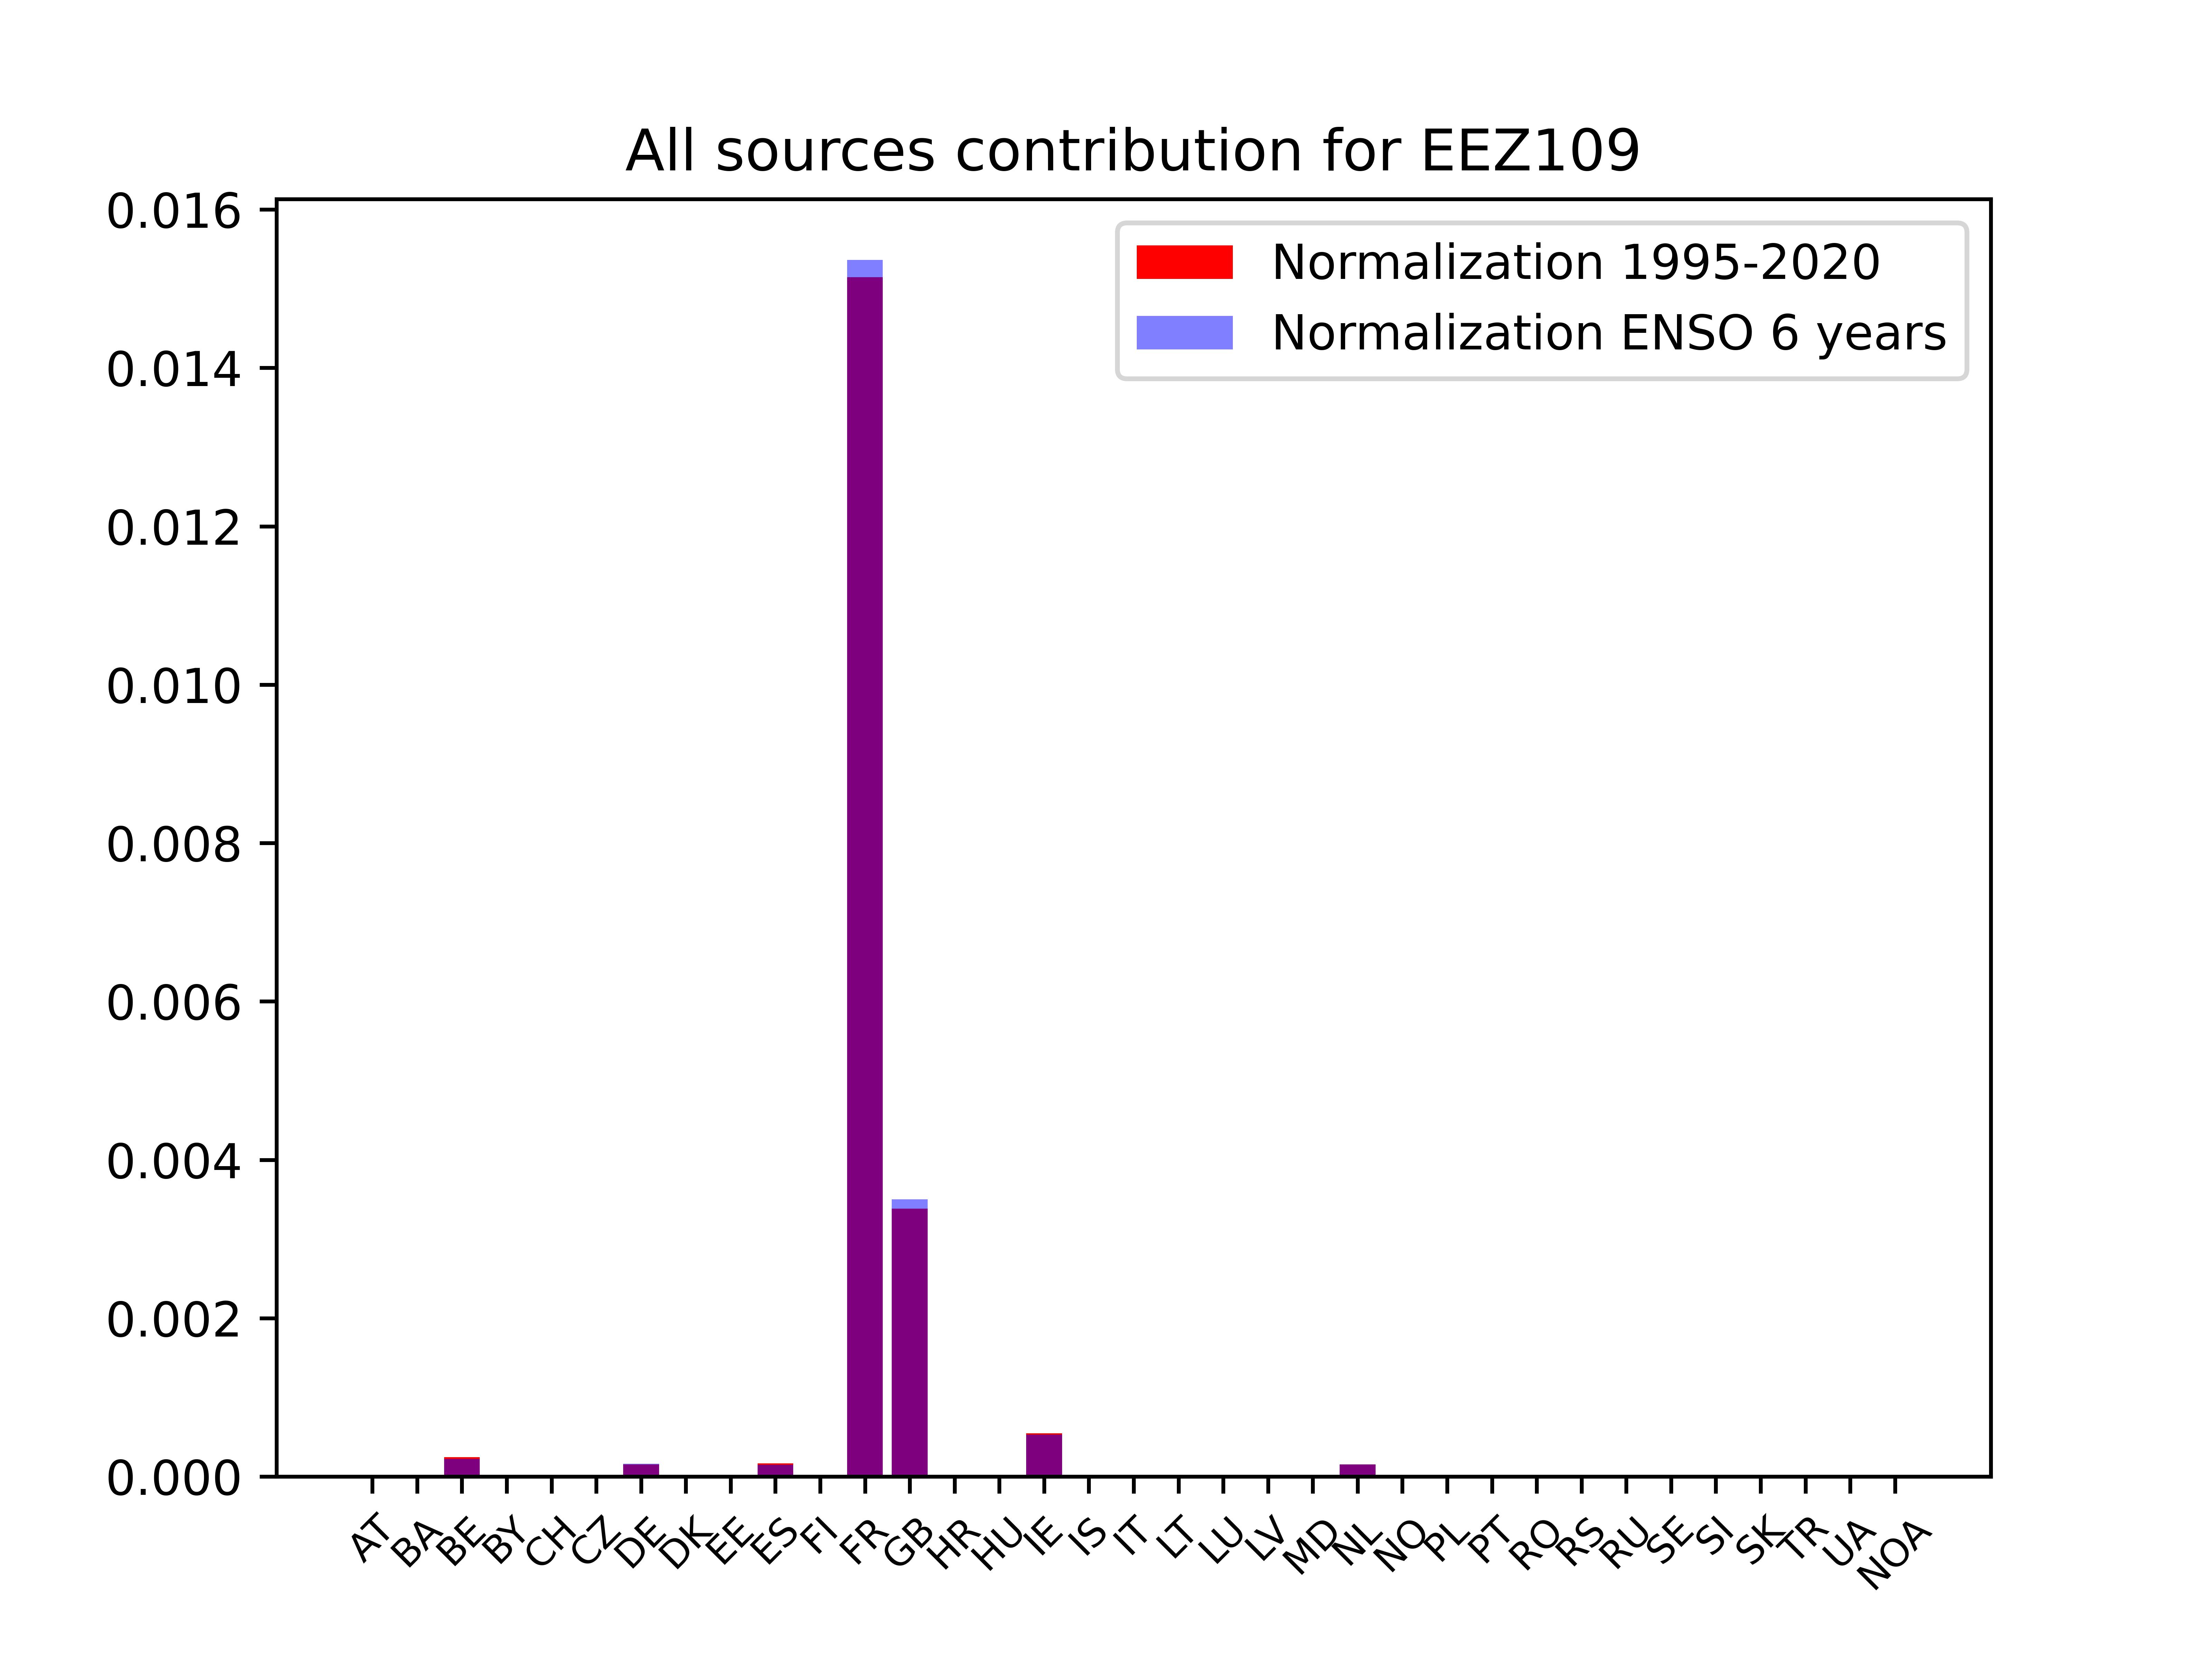 All sources contribution for EEZ109
0.016
0.014
0.012
0.010
0.008
0.006
0.004
0.002
0.000
Normalization 1995-2020
Normalization ENSO 6 years
AT
BA
BE
BY
CH
CZ
DE
DK
EE
ES
FI
FR
GB
HR
HU
IE
IS
IT
LT
LU
LV
MD
NL
NO
PL
PT
RO
RS
RU
SE
SI
SK
TR
UA
NOA